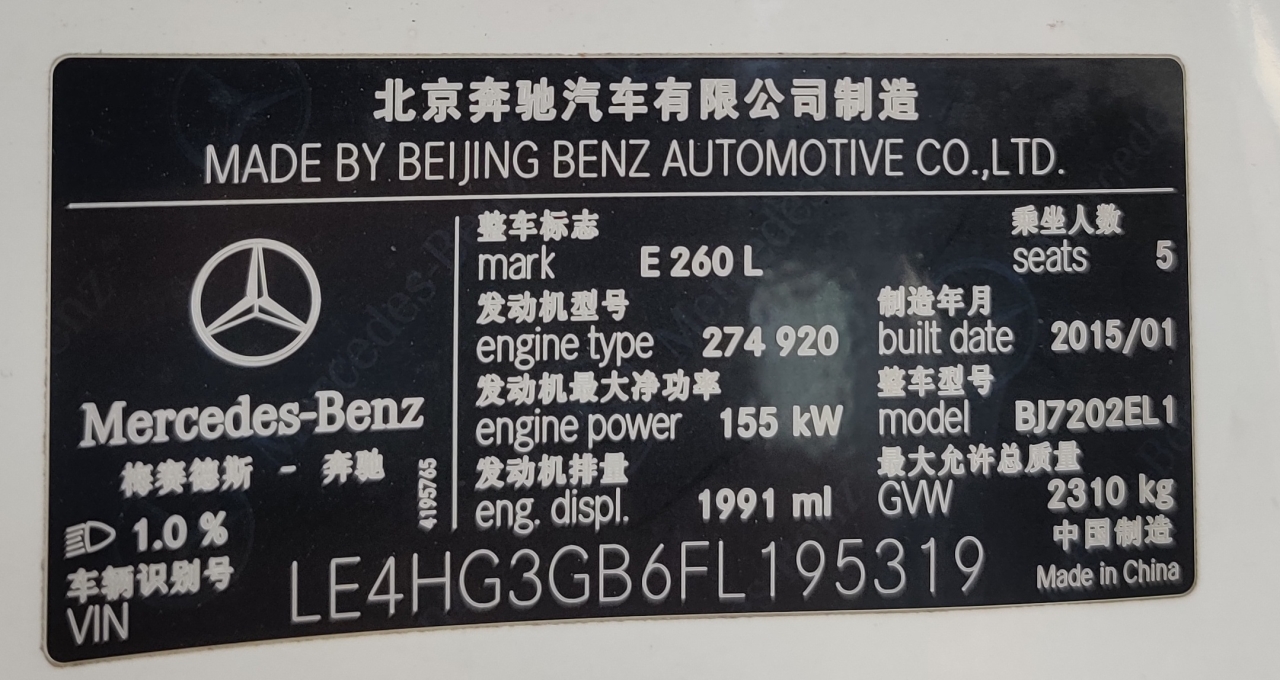 北京奔驰汽车有限公司制造
MADE BY BEIJING BENZ AUTOMOTIVE CO.,LTD.
Mercedes-Benz
梅赛德斯 - 奔驰
4195765
1.0 %
整车标志
mark E 260 L
乘坐人数
seats 5
发动机型号
engine type 274 920
制造年月
built date 2015/01
发动机最大净功率
engine power 155 kW
整车型号
model BJ7202EL1
发动机排量
eng. displ. 1991 ml
最大允许总质量
GVW 2310 kg
中国制造
Made in China
车辆识别号
VIN LE4HG3GB6FL195319